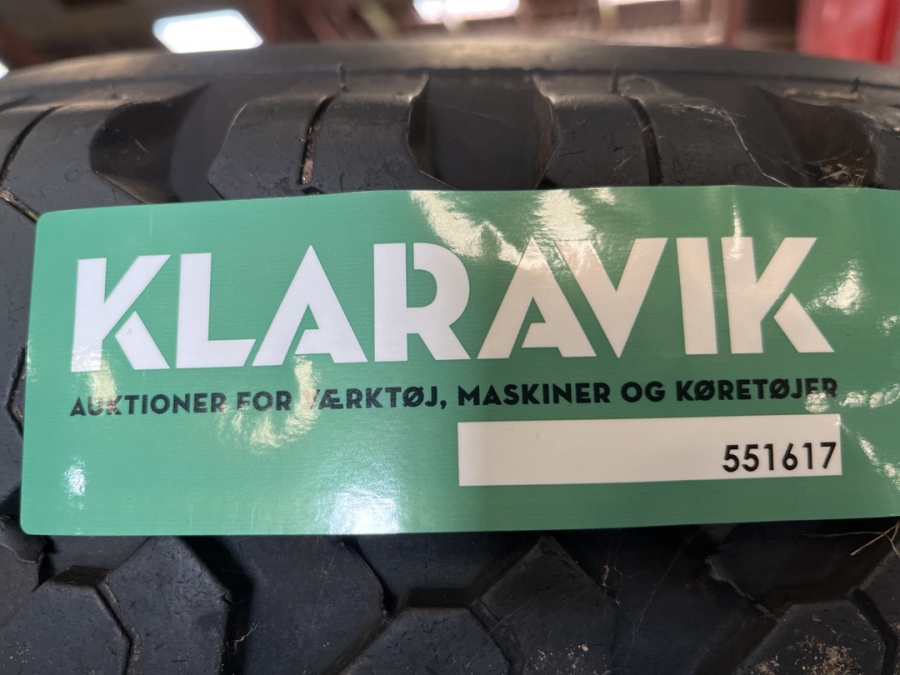 KLARAVIK
AUKTIONER FOR VÆRKTØJ, MASKINER OG KØRETØJER
551617